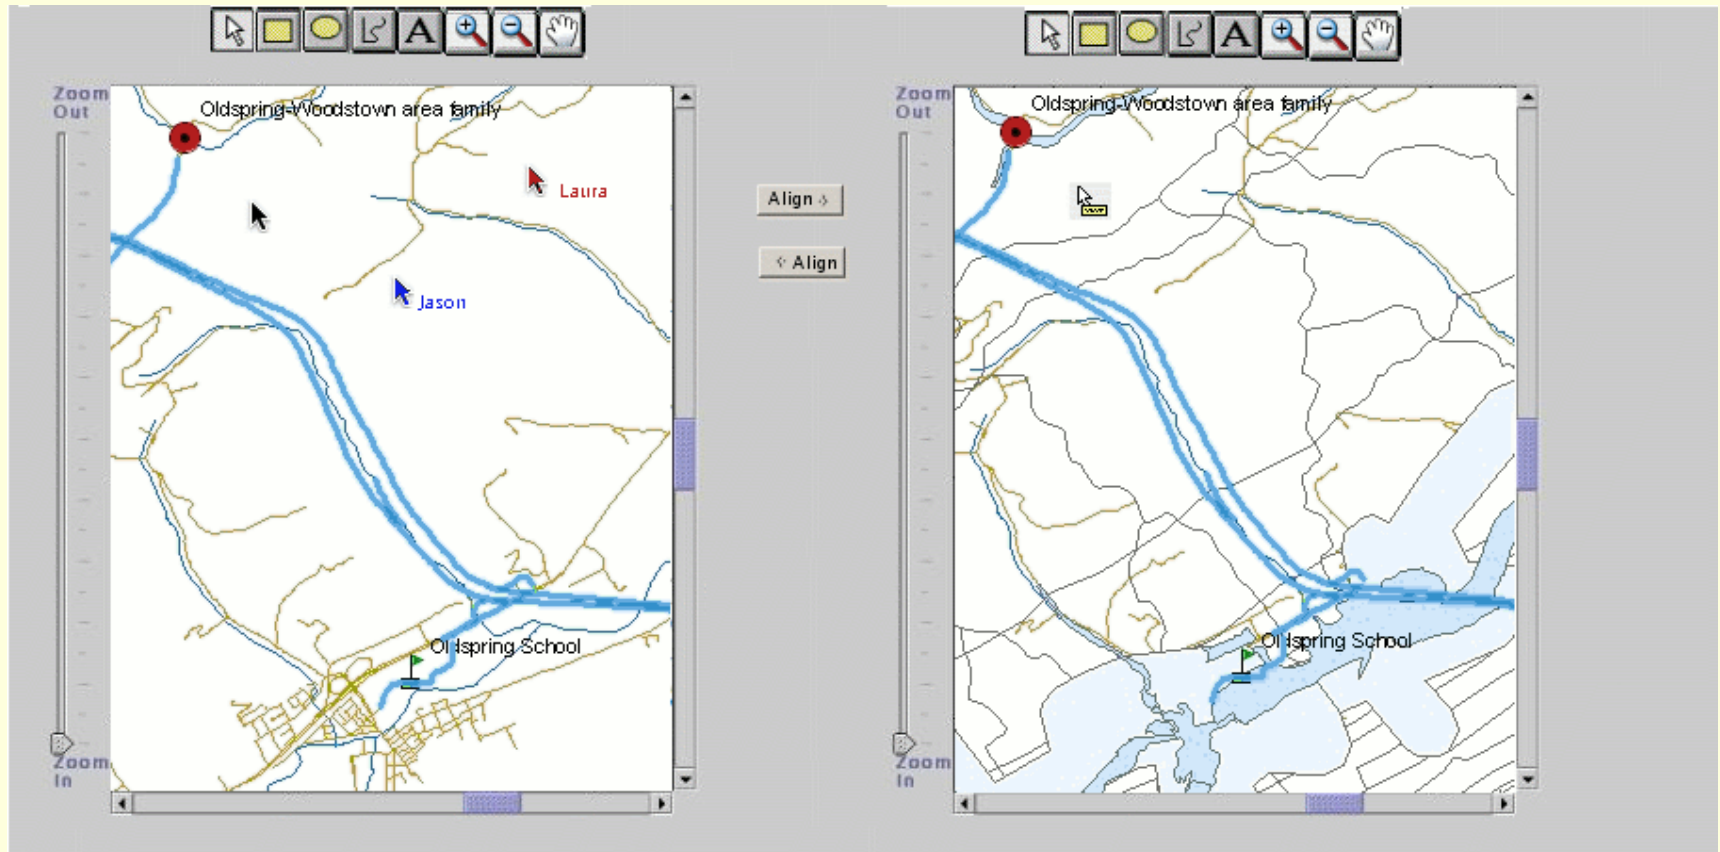 A
A
Zoom
Out
Oldspring-Woodstown area family
Laura
Jason
Oldspring School
Zoom
In
Align
Align
Zoom
Out
Oldspring-Woodstown area family
Oldspring School
Zoom
In